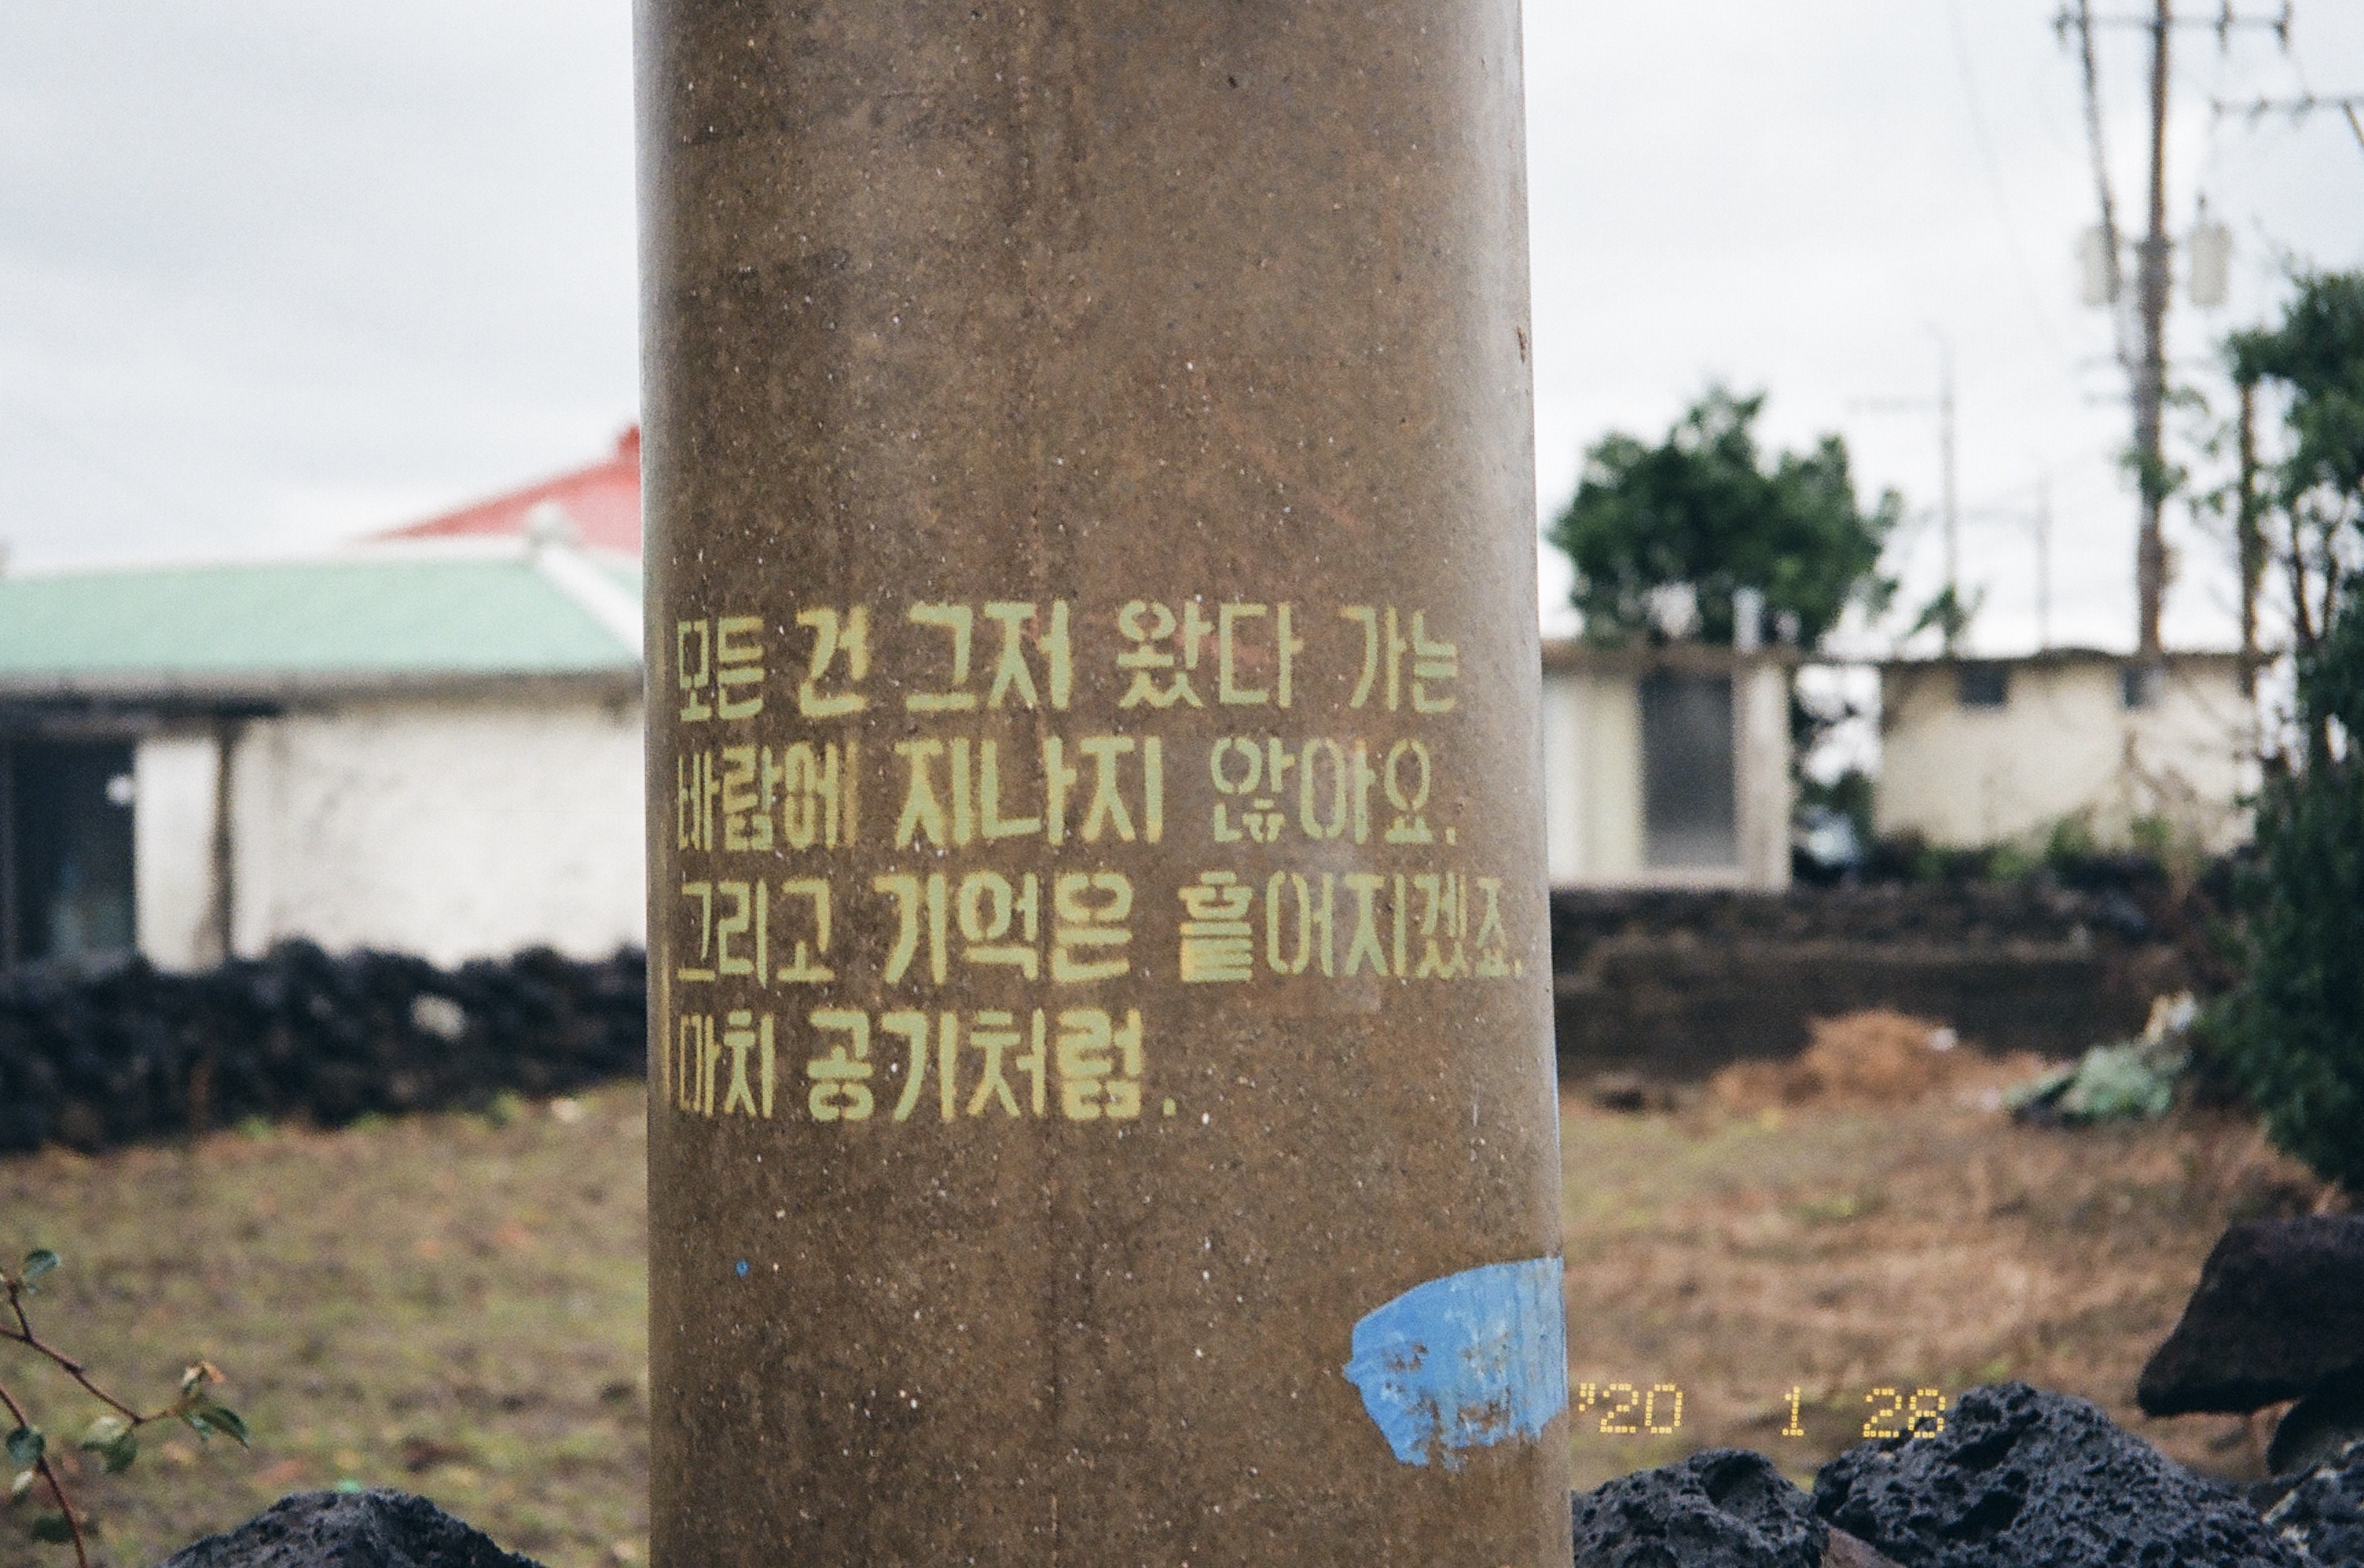 모든 건 그저 왔다 가는
바람에 지나지 않아요.
그리고 기억은 흩어지겠죠.
마치 공기처럼.
'20 1 28